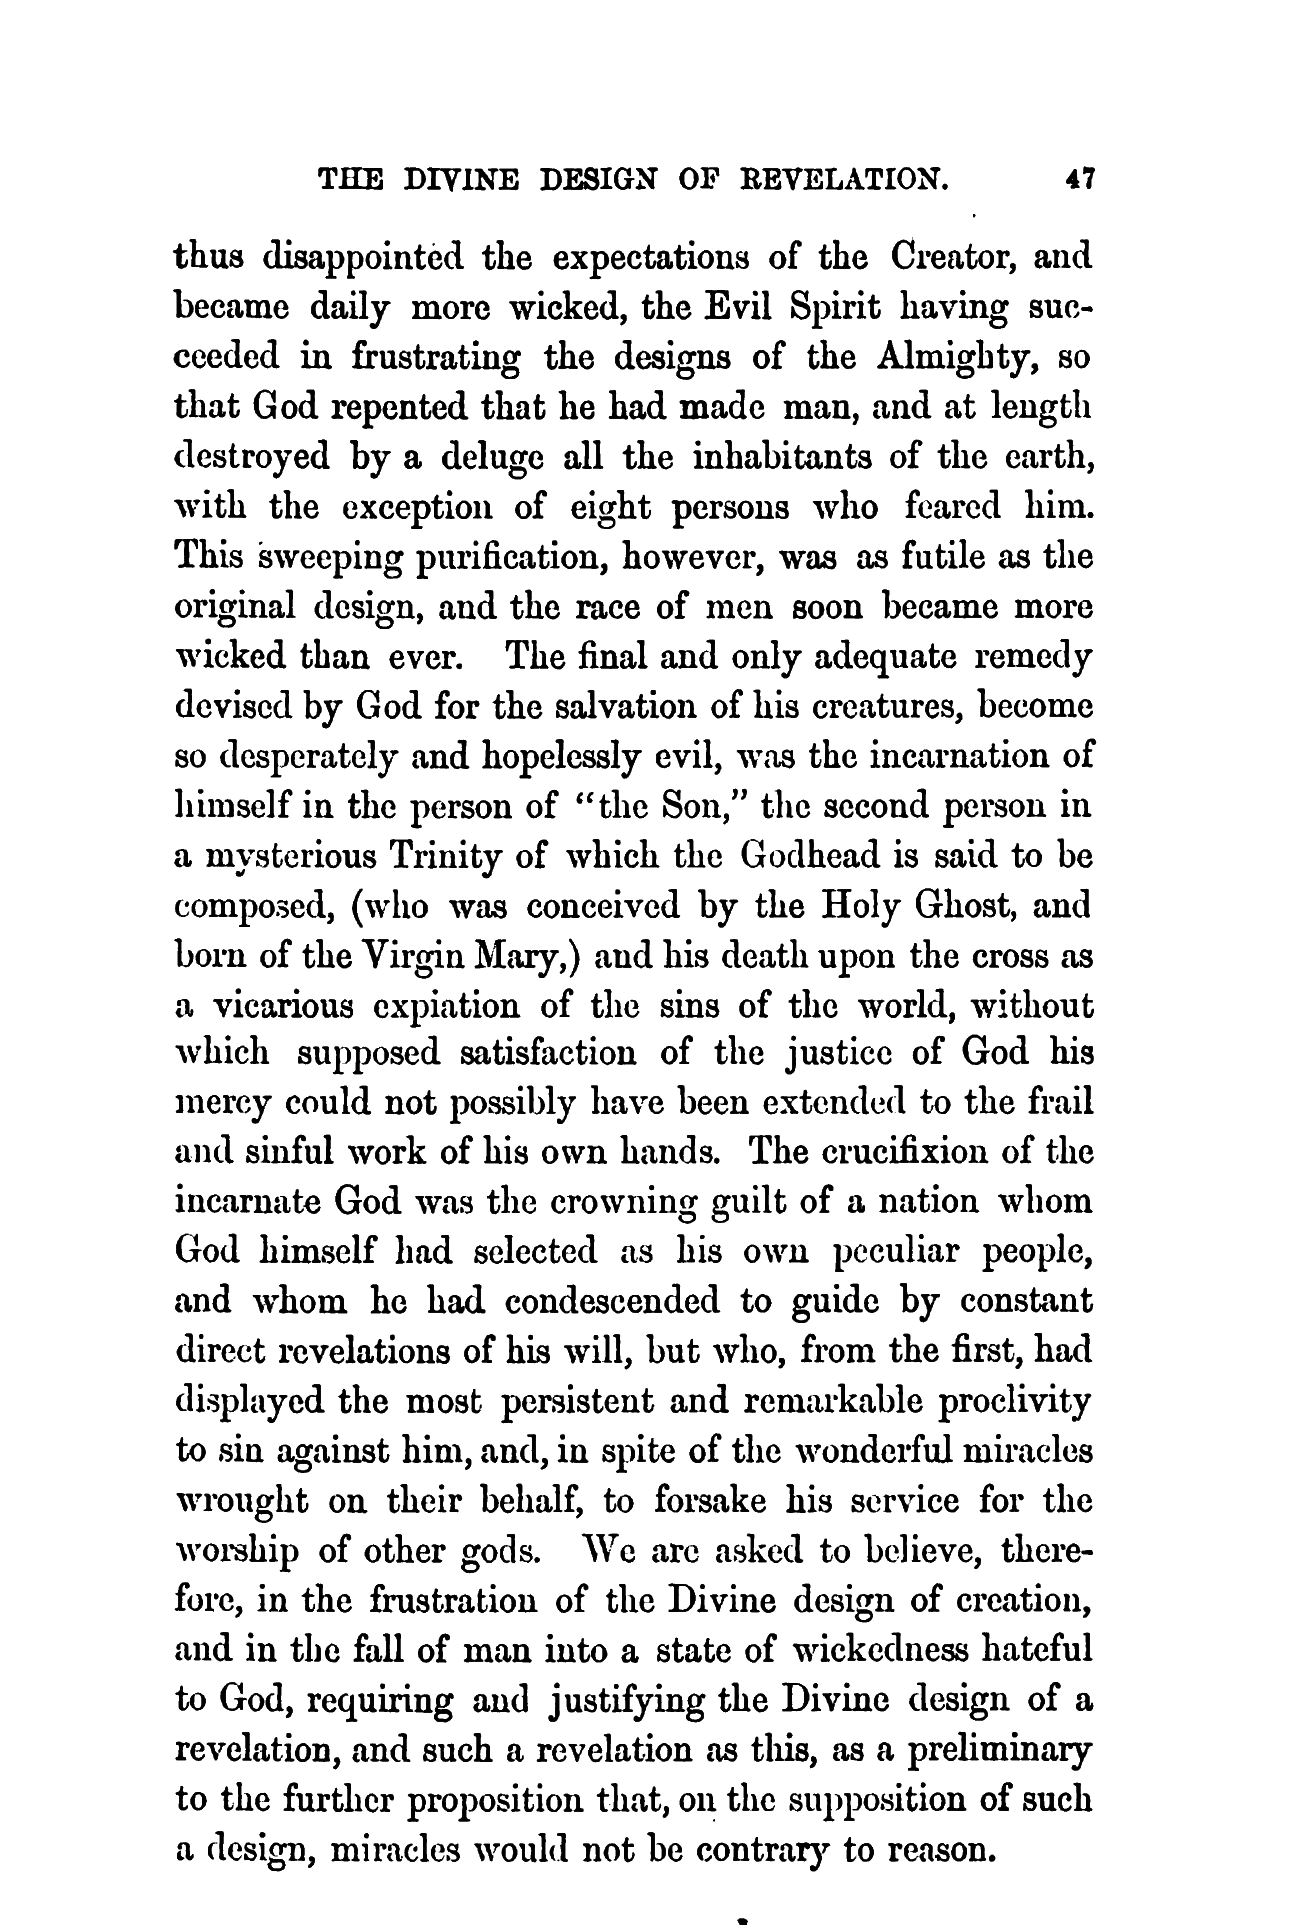 THE DIVINE DESIGN OF REVELATION. 47
thus disappointed the expectations of the Creator, and
became daily more wicked, the Evil Spirit having suc-
ceeded in frustrating the designs of the Almighty, so
that God repented that he had made man, and at length
destroyed by a deluge all the inhabitants of the earth,
with the exception of eight persons who feared him.
This sweeping purification, however, was as futile as the
original design, and the race of men soon became more
wicked than ever. The final and only adequate remedy
devised by God for the salvation of his creatures, become
so desperately and hopelessly evil, was the incarnation of
himself in the person of “the Son,” the second person in
a mysterious Trinity of which the Godhead is said to be
composed, (who was conceived by the Holy Ghost, and
born of the Virgin Mary,) and his death upon the cross as
a vicarious expiation of the sins of the world, without
which supposed satisfaction of the justice of God his
mercy could not possibly have been extended to the frail
and sinful work of his own hands. The crucifixion of the
incarnate God was the crowning guilt of a nation whom
God himself had selected as his own peculiar people,
and whom he had condescended to guide by constant
direct revelations of his will, but who, from the first, had
displayed the most persistent and remarkable proclivity
to sin against him, and, in spite of the wonderful miracles
wrought on their behalf, to forsake his service for the
worship of other gods. We are asked to believe, there-
fore, in the frustration of the Divine design of creation,
and in the fall of man into a state of wickedness hateful
to God, requiring and justifying the Divine design of a
revelation, and such a revelation as this, as a preliminary
to the further proposition that, on the supposition of such
a design, miracles would not be contrary to reason.